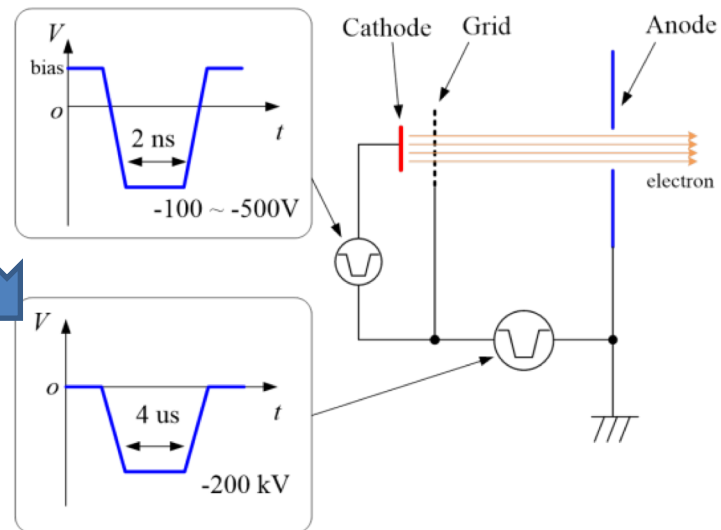 V
bias
o
t
2 ns
-100 ~ -500V
Cathode
Grid
Anode
electron
V
o
t
4 us
-200 kV